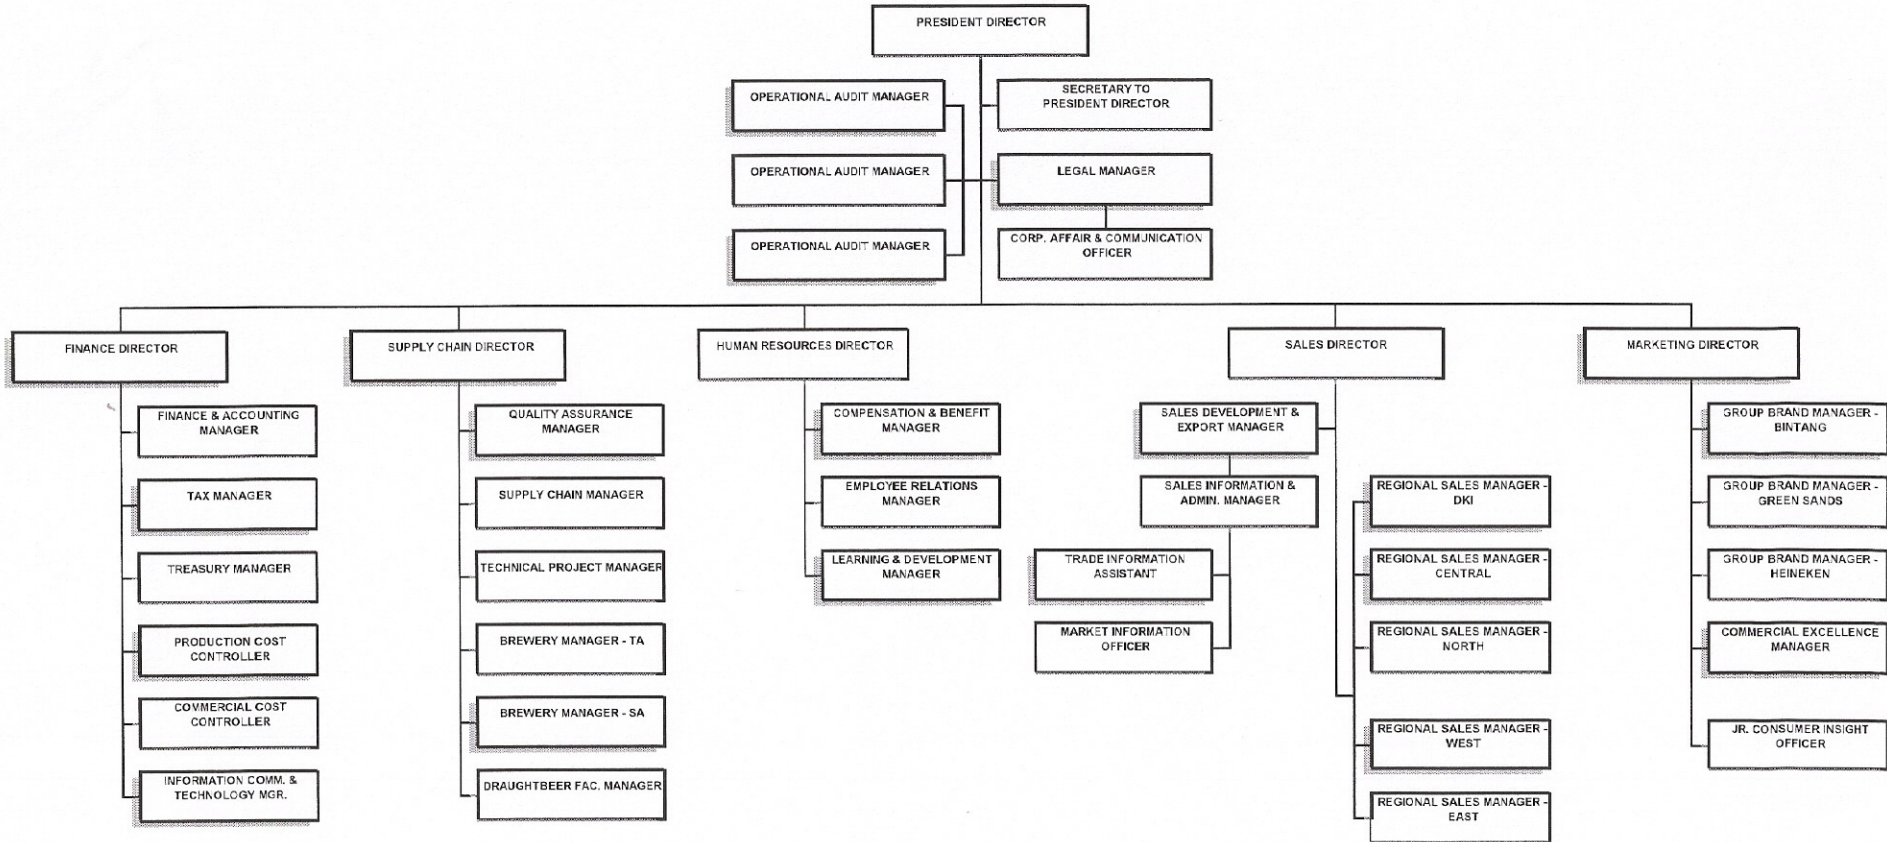 PRESIDENT DIRECTOR
OPERATIONAL AUDIT MANAGER
SECRETARY TO
PRESIDENT DIRECTOR
OPERATIONAL AUDIT MANAGER
LEGAL MANAGER
OPERATIONAL AUDIT MANAGER
CORP. AFFAIR & COMMUNICATION
OFFICER
FINANCE DIRECTOR
FINANCE & ACCOUNTING
MANAGER
TAX MANAGER
TREASURY MANAGER
PRODUCTION COST
CONTROLLER
COMMERCIAL COST
CONTROLLER
INFORMATION COMM. &
TECHNOLOGY MGR.
SUPPLY CHAIN DIRECTOR
QUALITY ASSURANCE
MANAGER
SUPPLY CHAIN MANAGER
TECHNICAL PROJECT MANAGER
BREWERY MANAGER - TA
BREWERY MANAGER - SA
DRAUGHTBEER FAC. MANAGER
HUMAN RESOURCES DIRECTOR
COMPENSATION & BENEFIT
MANAGER
EMPLOYEE RELATIONS
MANAGER
LEARNING & DEVELOPMENT
MANAGER
SALES DIRECTOR
SALES DEVELOPMENT &
EXPORT MANAGER
SALES INFORMATION &
ADMIN. MANAGER
TRADE INFORMATION
ASSISTANT
MARKET INFORMATION
OFFICER
REGIONAL SALES MANAGER -
DKI
REGIONAL SALES MANAGER -
CENTRAL
REGIONAL SALES MANAGER -
NORTH
REGIONAL SALES MANAGER -
WEST
REGIONAL SALES MANAGER -
EAST
MARKETING DIRECTOR
GROUP BRAND MANAGER -
BINTANG
GROUP BRAND MANAGER -
GREEN SANDS
GROUP BRAND MANAGER -
HEINEKEN
COMMERCIAL EXCELLENCE
MANAGER
JR. CONSUMER INSIGHT
OFFICER